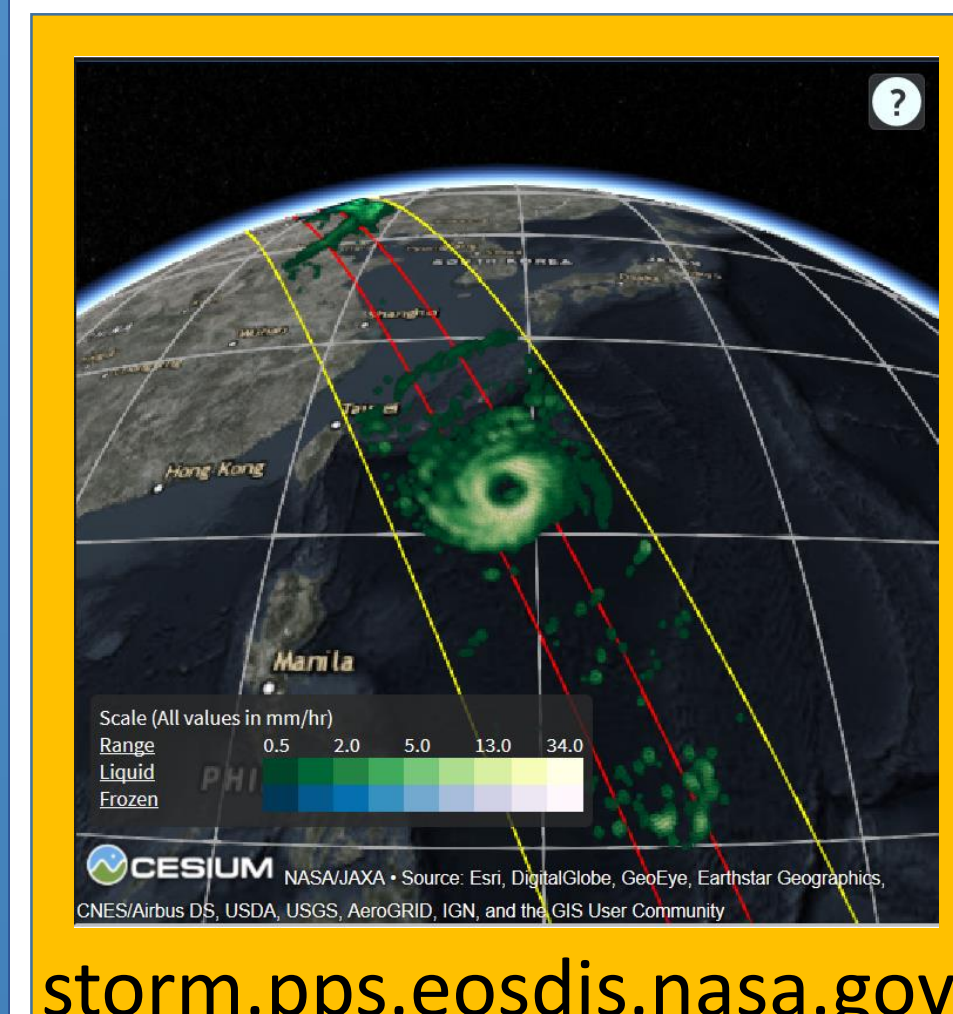 ?
SOUTH KOREA
Shanghai
Wuhan
Hong Kong
Manila
Scale (All values in mm/hr)
Range 0.5 2.0 5.0 13.0 34.0
Liquid
Frozen
PHI
CESIUM NASA/JAXA • Source: Esri, DigitalGlobe, GeoEye, Earthstar Geographics,
CNES/Airbus DS, USDA, USGS, AeroGRID, IGN, and the GIS User Community
storm.pps.eosdis.nasa.gov